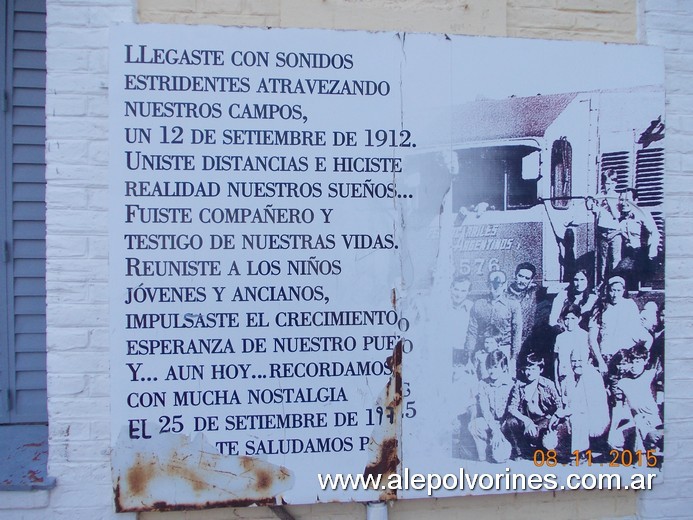 LLEGASTE CON SONIDOS
ESTRIDENTES ATRAVEZANDO
NUESTROS CAMPOS,
UN 12 DE SETIEMBRE DE 1912.
UNISTE DISTANCIAS E HICISTE
REALIDAD NUESTROS SUEÑOS...
FUISTE COMPAÑERO Y
TESTIGO DE NUESTRAS VIDAS.
REUNISTE A LOS NIÑOS
JÓVENES Y ANCIANOS,
IMPULSASTE EL CRECIMIENTO
ESPERANZA DE NUESTRO
Y... AUN HOY...RECORDAMOS
CON MUCHA NOSTALGIA
EL 25 DE SETIEMBRE DE
TE SALUDAMOS
ARGENTINOS
576
08.11.2015
www.alepolvorines.com.ar